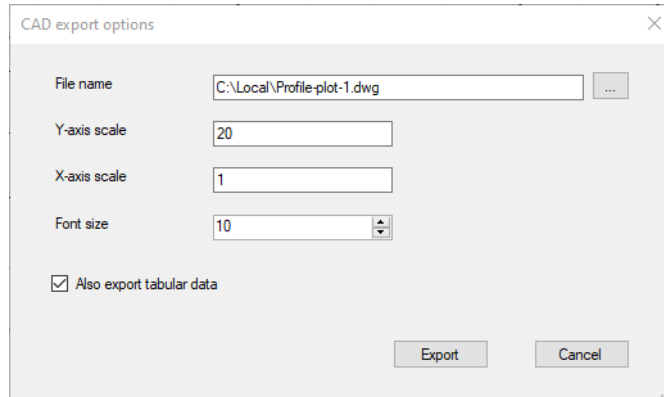 CAD export options
File name C:\Local\Profile-plot-1.dwg ...
Y-axis scale 20
X-axis scale 1
Font size 10
Also export tabular data
Export Cancel